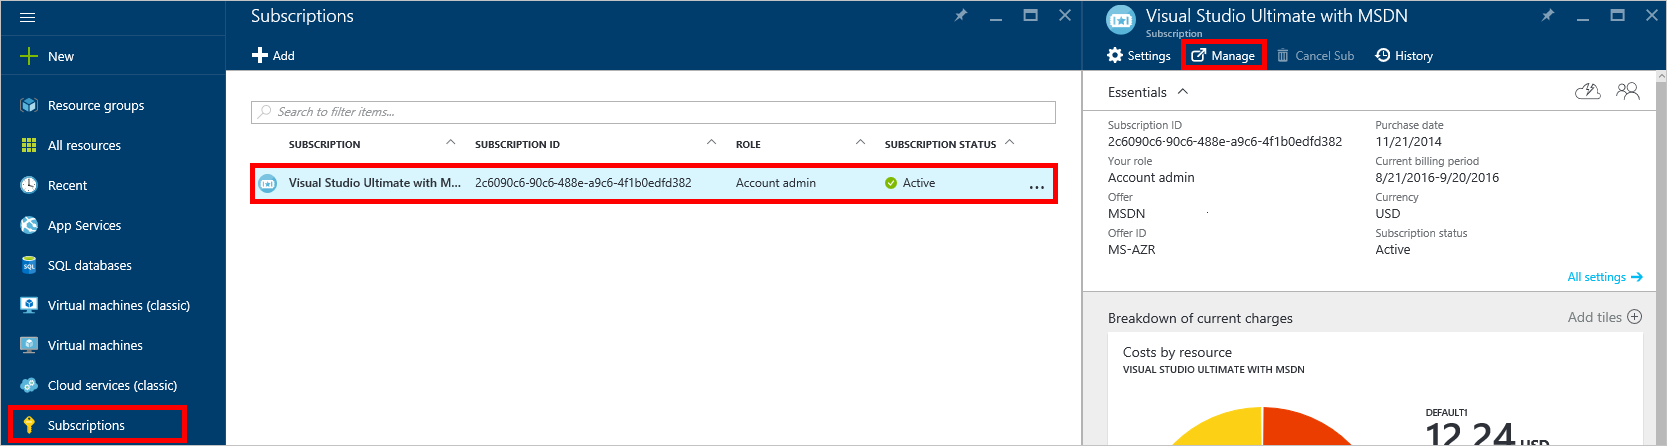 New
Resource groups
All resources
Recent
App Services
SQL databases
Virtual machines (classic)
Virtual machines
Cloud services (classic)
Subscriptions
Subscriptions
Add
Search to filter items...
SUBSCRIPTION SUBSCRIPTION ID ROLE SUBSCRIPTION STATUS
Visual Studio Ultimate with M... 2c6090c6-90c6-488e-a9c6-4f1b0edfd382 Account admin Active ...
Visual Studio Ultimate with MSDN
Subscription
Settings Manage Cancel Sub History
Essentials
Subscription ID Purchase date
2c6090c6-90c6-488e-a9c6-4f1b0edfd382 11/21/2014
Your role Current billing period
Account admin 8/21/2016-9/20/2016
Offer Currency
MSDN USD
Offer ID Subscription status
MS-AZR Active
All settings →
Breakdown of current charges Add tiles
Costs by resource
VISUAL STUDIO ULTIMATE WITH MSDN
DEFAULT1
12.24 USD